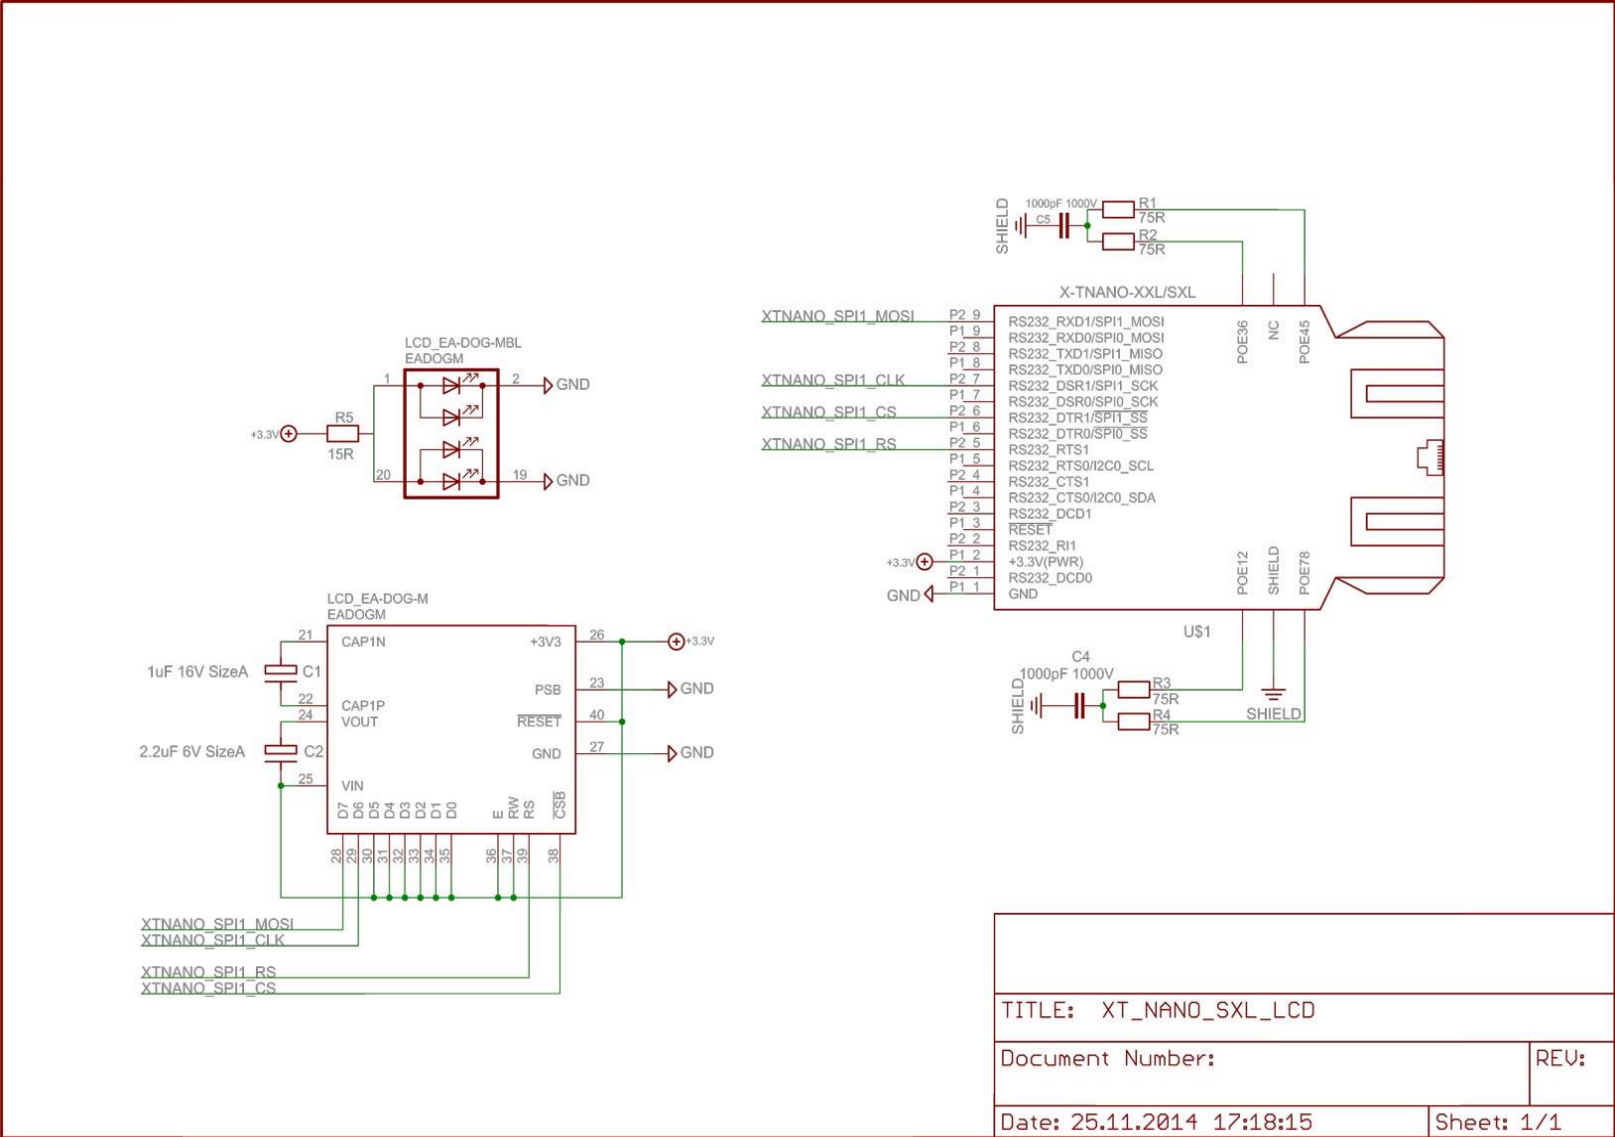 SHIELD
1000pF 1000V
C5
R1
75R
R2
75R
X-TNANO-XXL/SXL
XTNANO_SPI1_MOSI
P2 9 RS232_RXD1/SPI1_MOSI
P1 9 RS232_RXD0/SPI0_MOSI
P2 8 RS232_TXD1/SPI1_MISO
P1 8 RS232_TXD0/SPI0_MISO
XTNANO_SPI1_CLK
P2 7 RS232_DSR1/SPI1_SCK
P1 7 RS232_DSR0/SPI0_SCK
XTNANO_SPI1_CS
P2 6 RS232_DTR1/SPI1_SS
P1 6 RS232_DTR0/SPI0_SS
XTNANO_SPI1_RS
P2 5 RS232_RTS1
P1 5 RS232_RTS0/I2C0_SCL
P2 4 RS232_CTS1
P1 4 RS232_CTS0/I2C0_SDA
P2 3 RS232_DCD1
P1 3 RESET
P2 2 RS232_RI1
+3.3V P1 2 +3.3V(PWR)
P2 1 RS232_DCD0
GND P1 1 GND
POE36
NC
POE45
POE12
SHIELD
POE78
U$1
C4
1000pF 1000V
SHIELD
R3
75R
R4
75R
SHIELD
LCD_EA-DOG-MBL
EADOGM
1
2 GND
R5
+3.3V
15R
20
19 GND
LCD_EA-DOG-M
EADOGM
21 CAP1N
+3V3 26 +3.3V
1uF 16V SizeA C1
PSB 23 GND
22 CAP1P
24 VOUT
RESET 40
2.2uF 6V SizeA C2
GND 27 GND
25 VIN
D7
D6
D5
D4
D3
D2
D1
D0
E
RW
RS
CSB
28
29
30
31
32
33
34
35
36
37
39
38
XTNANO_SPI1_MOSI
XTNANO_SPI1_CLK
XTNANO_SPI1_RS
XTNANO_SPI1_CS
TITLE: XT_NANO_SXL_LCD
Document Number:
REV:
Date: 25.11.2014 17:18:15
Sheet: 1/1